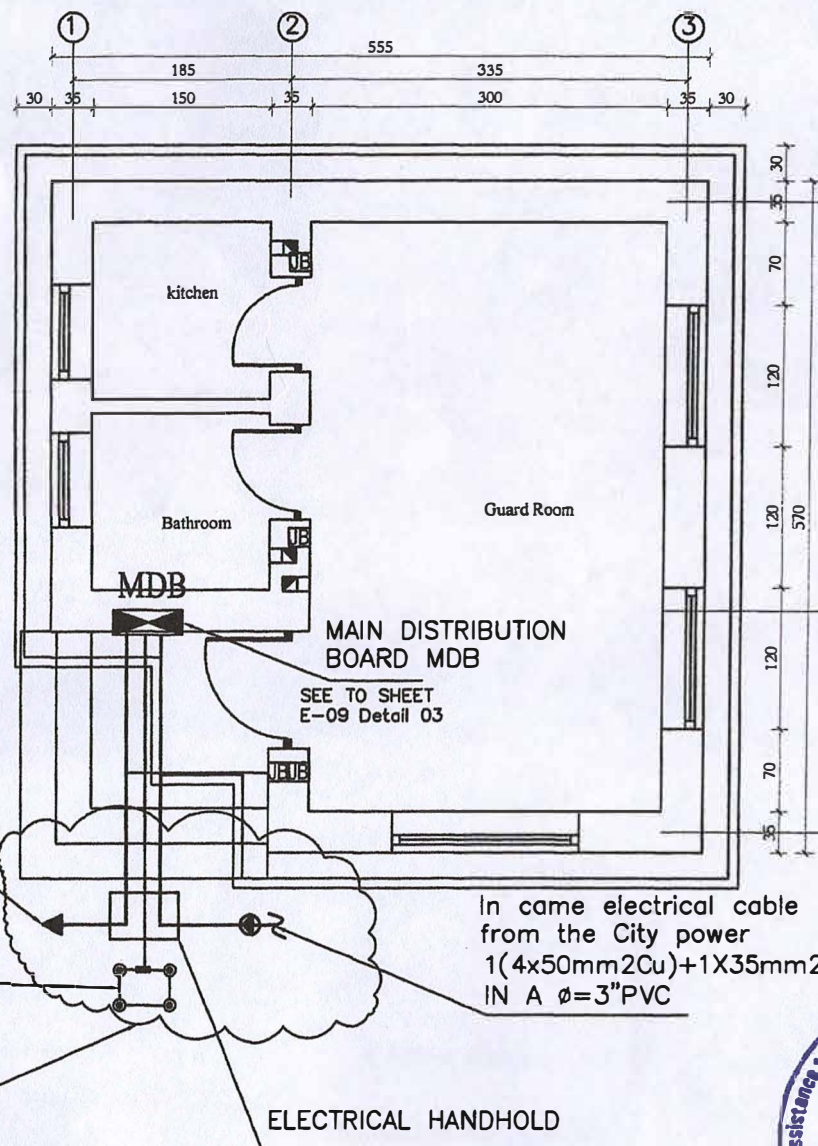 1 2 3
555
185 335
30 35 150 35 300 35 30
30
35
70
120
120
570
120
70
35
kitchen
JB
Bathroom
Guard Room
JB
MDB
MAIN DISTRIBUTION
BOARD MDB
SEE TO SHEET
E-09 Detail 03
JBJB
In came electrical cable
from the City power
1(4x50mm2Cu)+1X35mm2
IN A ø=3"PVC
ELECTRICAL HANDHOLD
ssistance